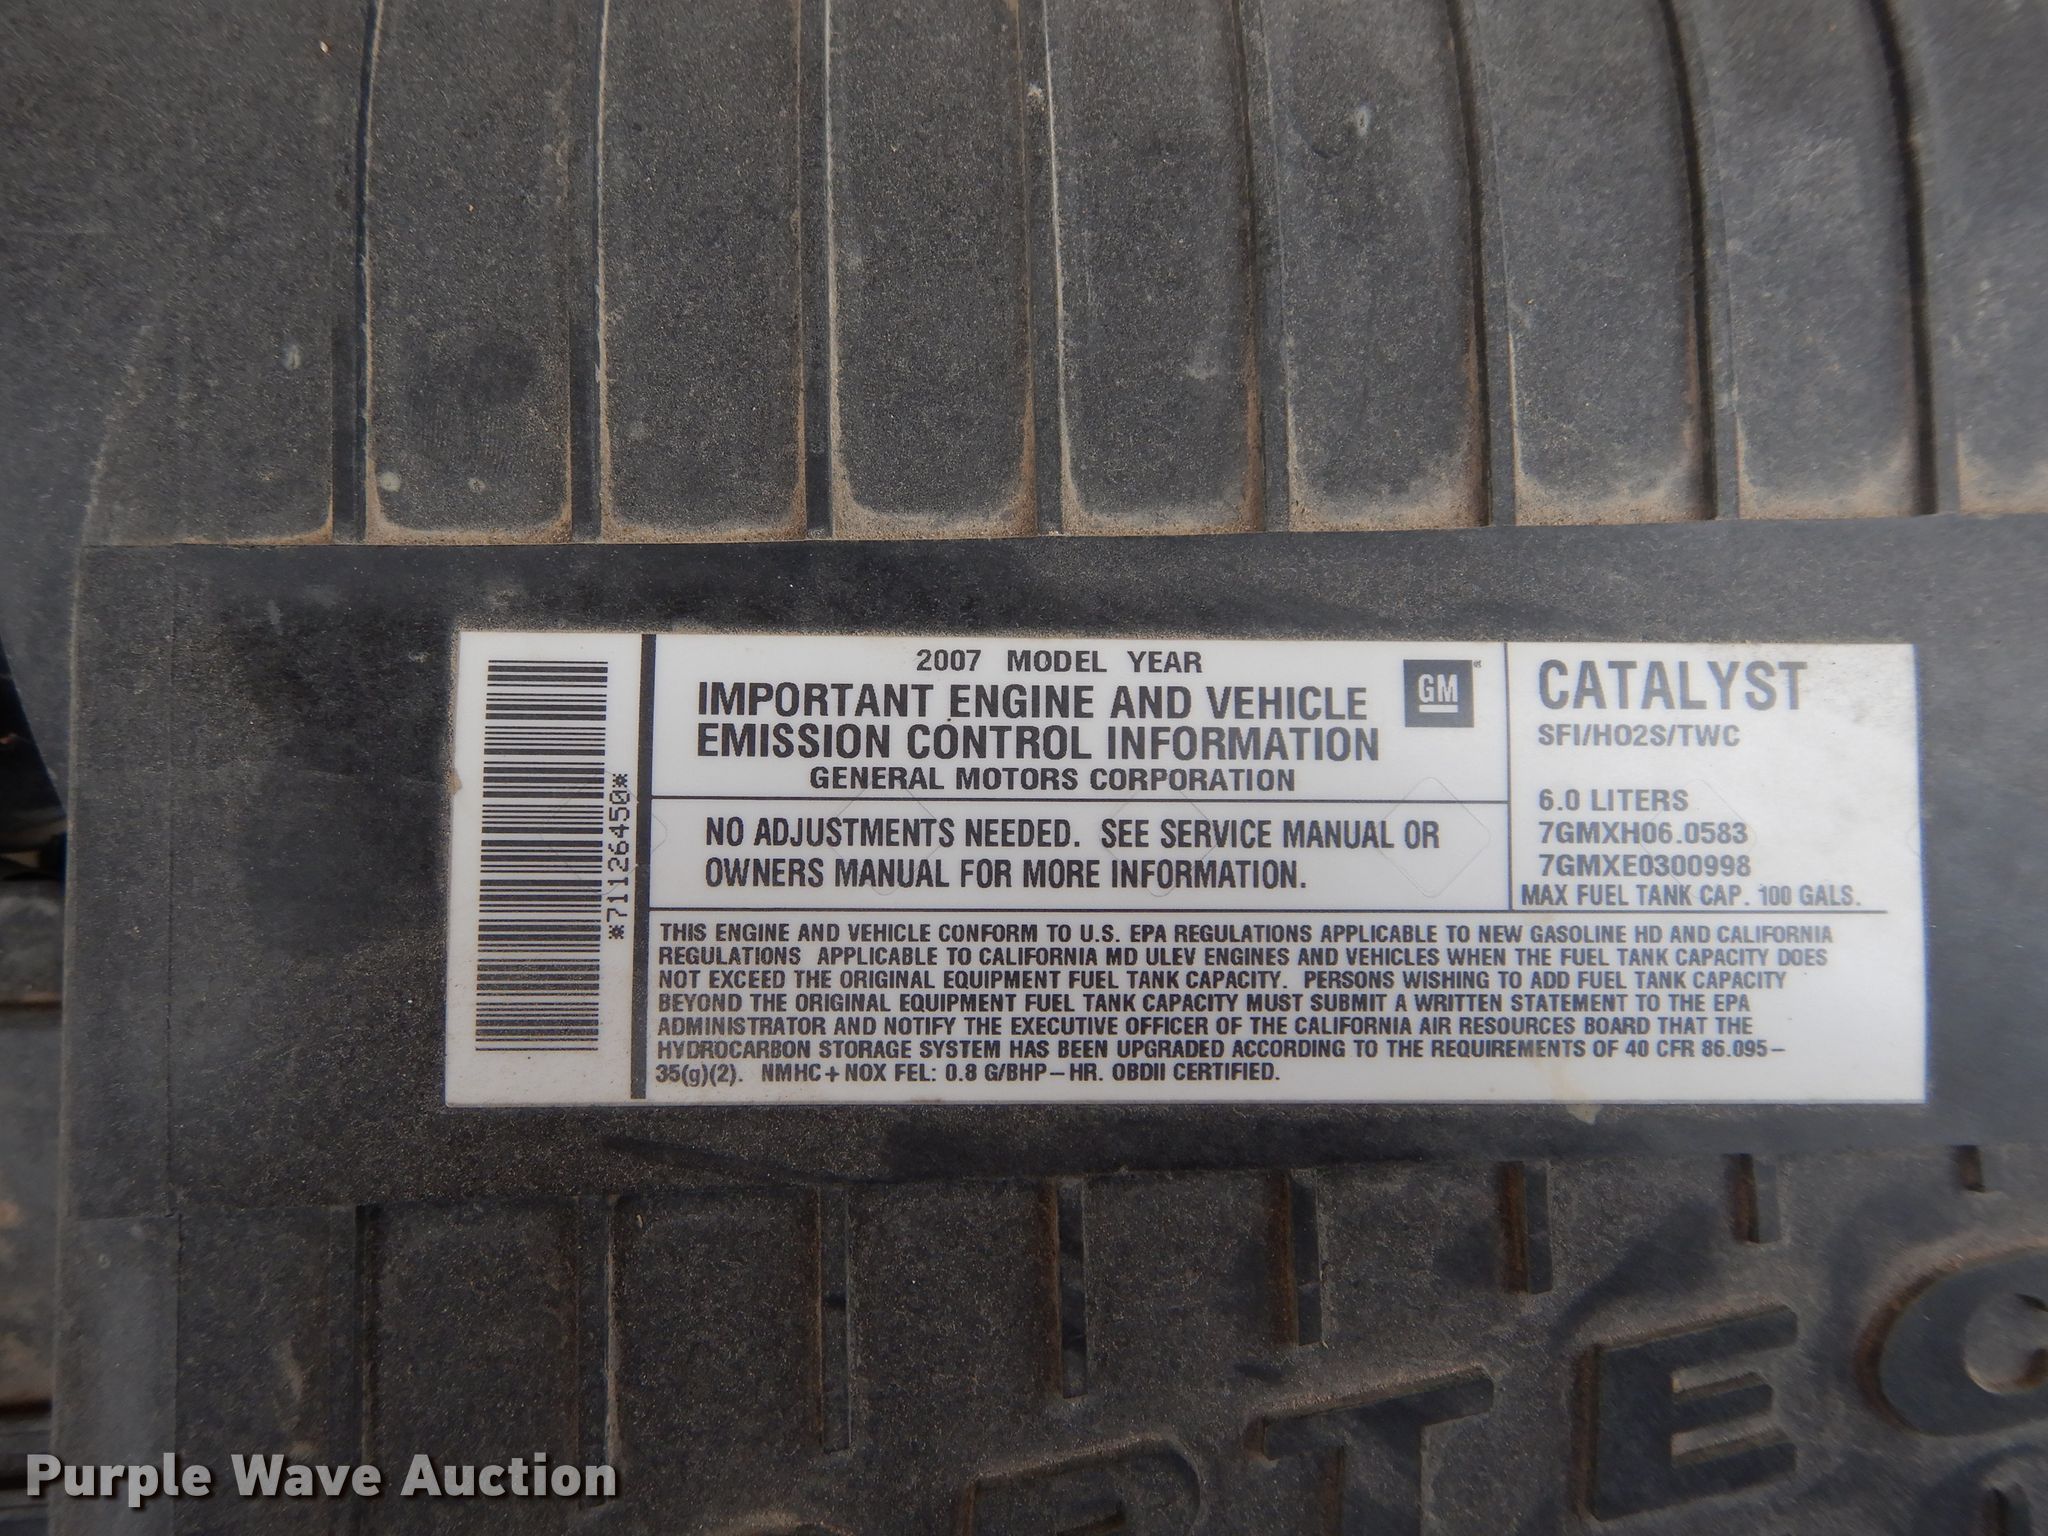 2007 MODEL YEAR
IMPORTANT ENGINE AND VEHICLE
EMISSION CONTROL INFORMATION
GENERAL MOTORS CORPORATION
GM
CATALYST
SFI/HO2S/TWC
6.0 LITERS
7GMXH06.0583
7GMXE0300998
MAX FUEL TANK CAP. 100 GALS.
*71126450*
NO ADJUSTMENTS NEEDED. SEE SERVICE MANUAL OR
OWNERS MANUAL FOR MORE INFORMATION.
THIS ENGINE AND VEHICLE CONFORM TO U.S. EPA REGULATIONS APPLICABLE TO NEW GASOLINE HD AND CALIFORNIA
REGULATIONS APPLICABLE TO CALIFORNIA MD ULEV ENGINES AND VEHICLES WHEN THE FUEL TANK CAPACITY DOES
NOT EXCEED THE ORIGINAL EQUIPMENT FUEL TANK CAPACITY. PERSONS WISHING TO ADD FUEL TANK CAPACITY
BEYOND THE ORIGINAL EQUIPMENT FUEL TANK CAPACITY MUST SUBMIT A WRITTEN STATEMENT TO THE EPA
ADMINISTRATOR AND NOTIFY THE EXECUTIVE OFFICER OF THE CALIFORNIA AIR RESOURCES BOARD THAT THE
HYDROCARBON STORAGE SYSTEM HAS BEEN UPGRADED ACCORDING TO THE REQUIREMENTS OF 40 CFR 86.095-
35(g)(2). NMHC+NOX FEL: 0.8 G/BHP-HR. OBDII CERTIFIED.
Purple Wave Auction